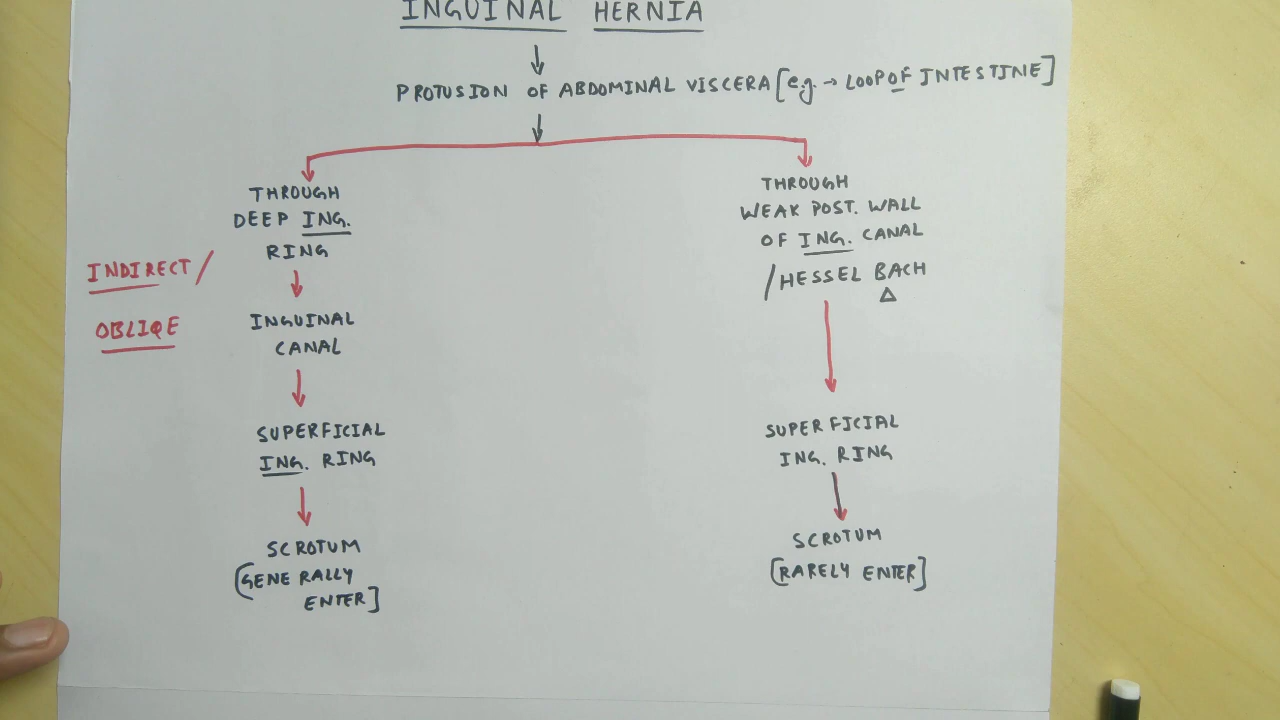 INGUINAL HERNIA
PROTUSION OF ABDOMINAL VISCERA [e.g. → LOOP OF INTESTINE]
THROUGH
DEEP ING.
RING
INDIRECT /
OBLIQE
INGUINAL
CANAL
SUPERFICIAL
ING. RING
SCROTUM
(GENERALLY
ENTER]
THROUGH
WEAK POST. WALL
OF ING. CANAL
/HESSEL BACH
Δ
SUPERFICIAL
ING. RING
SCROTUM
[RARELY ENTER]